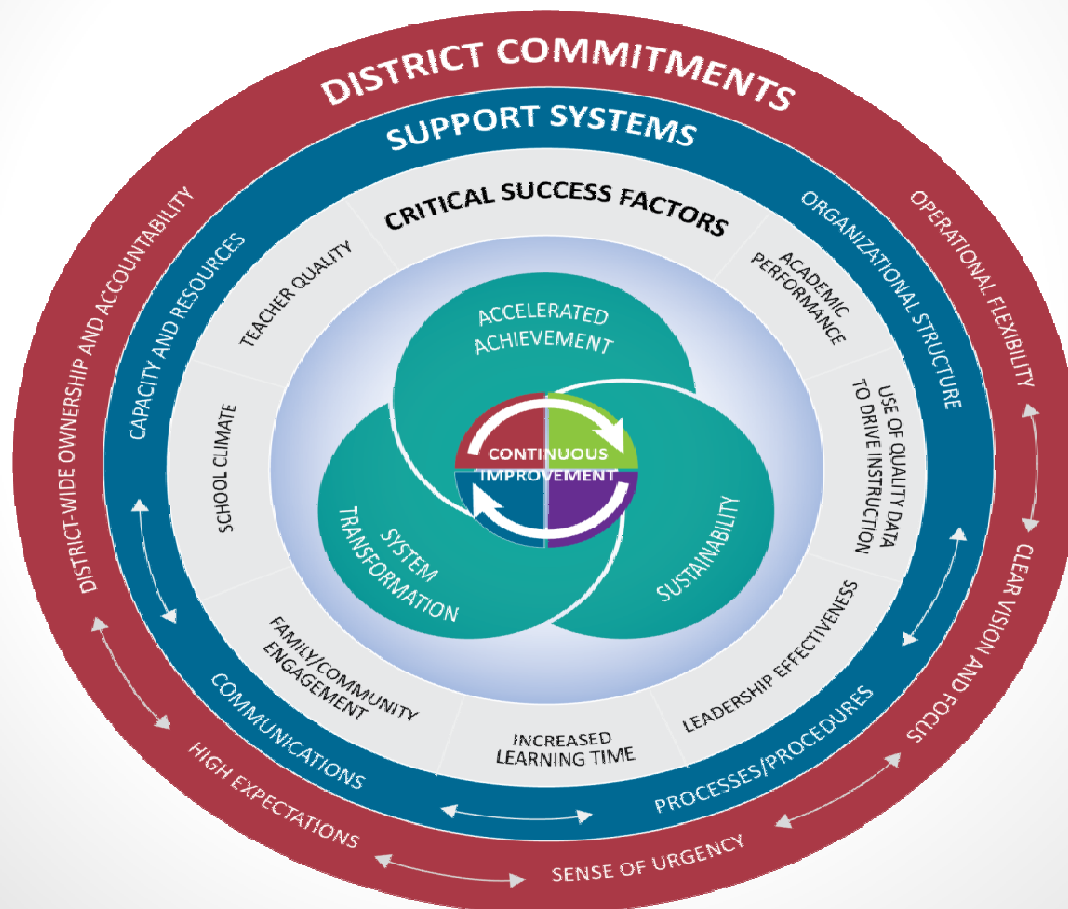 DISTRICT COMMITMENTS
DISTRICT-WIDE OWNERSHIP AND ACCOUNTABILITY
OPERATIONAL FLEXIBILITY
CLEAR VISION AND FOCUS
SENSE OF URGENCY
HIGH EXPECTATIONS
SUPPORT SYSTEMS
CAPACITY AND RESOURCES
ORGANIZATIONAL STRUCTURE
PROCESSES/PROCEDURES
COMMUNICATIONS
CRITICAL SUCCESS FACTORS
TEACHER QUALITY
ACADEMIC
PERFORMANCE
USE OF QUALITY DATA
TO DRIVE INSTRUCTION
LEADERSHIP EFFECTIVENESS
INCREASED
LEARNING TIME
FAMILY/COMMUNITY
ENGAGEMENT
SCHOOL CLIMATE
ACCELERATED
ACHIEVEMENT
SUSTAINABILITY
SYSTEM
TRANSFORMATION
CONTINUOUS
IMPROVEMENT